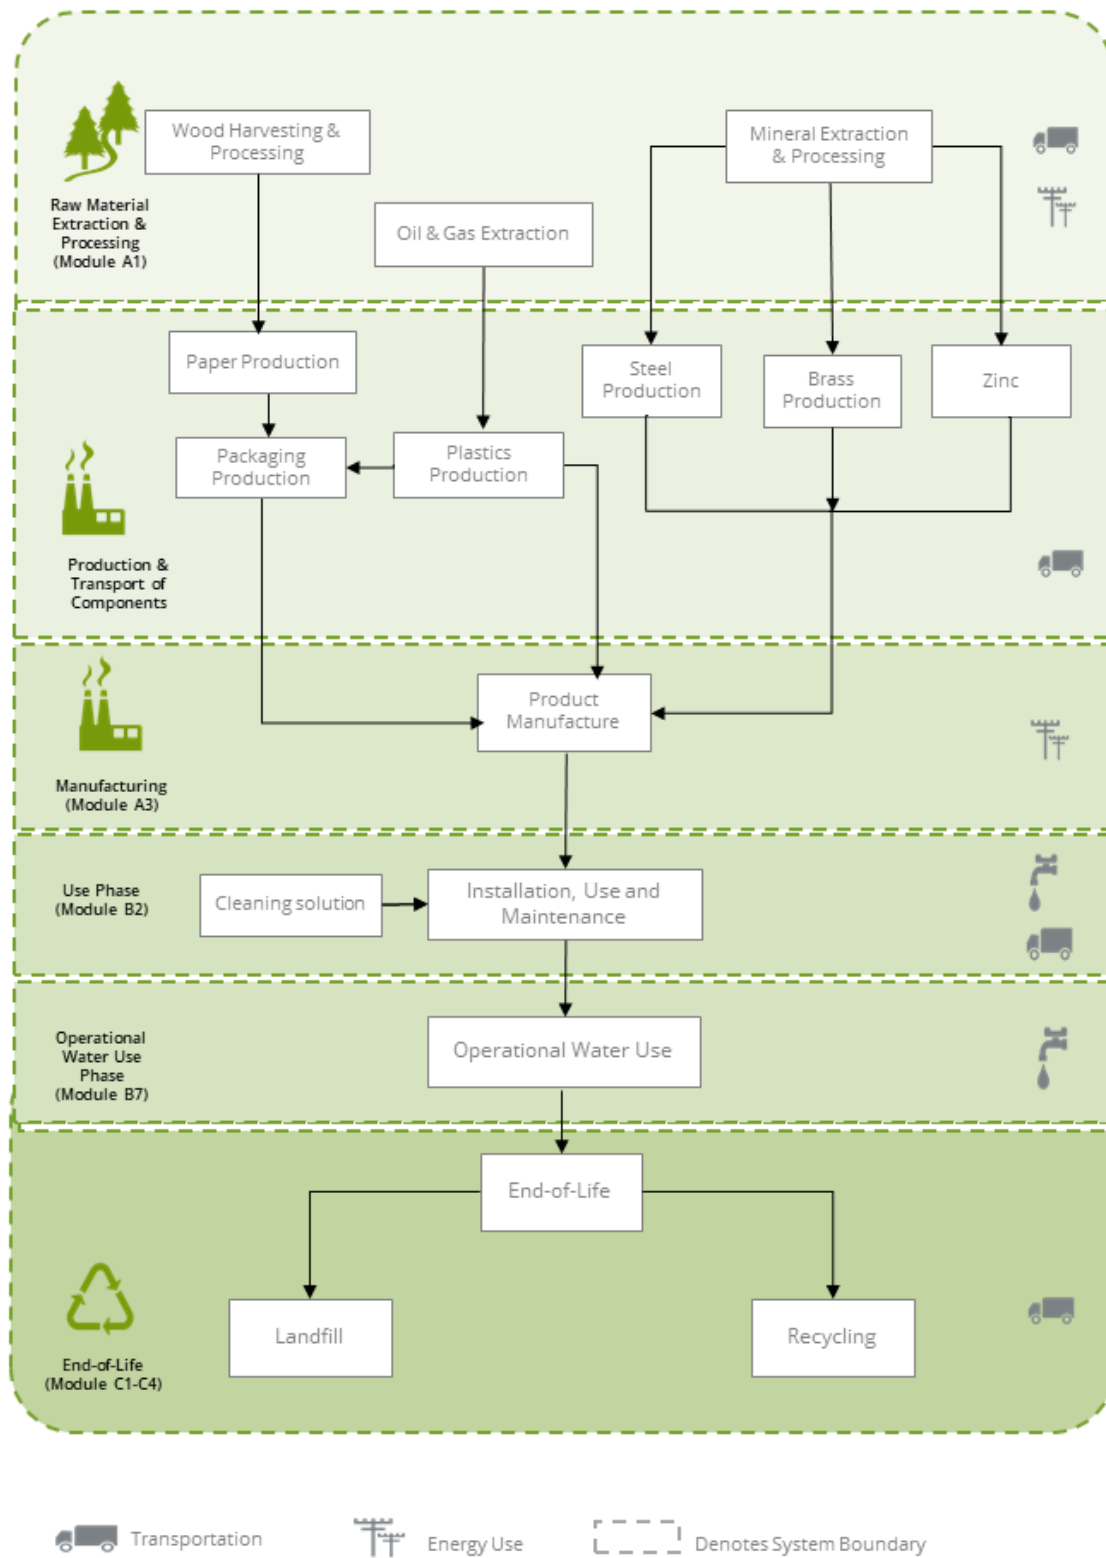 Wood Harvesting &
Processing
Mineral Extraction
& Processing
Raw Material
Extraction &
Processing
(Module A1)
Oil & Gas Extraction
Paper Production
Steel
Production
Brass
Production
Zinc
Packaging
Production
Plastics
Production
Production &
Transport of
Components
Product
Manufacture
Manufacturing
(Module A3)
Use Phase
(Module B2)
Cleaning solution
Installation, Use and
Maintenance
Operational
Water Use
Phase
(Module B7)
Operational Water Use
End-of-Life
Landfill
Recycling
End-of-Life
(Module C1-C4)
Transportation
Energy Use
Denotes System Boundary